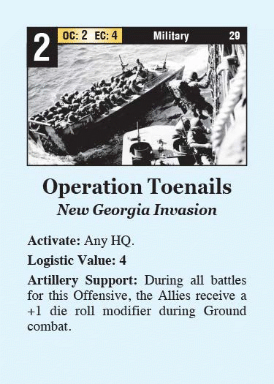 2 OC: 2 EC: 4 Military 29
Operation Toenails
New Georgia Invasion
Activate: Any HQ.
Logistic Value: 4
Artillery Support: During all battles
for this Offensive, the Allies receive a
+1 die roll modifier during Ground
combat.